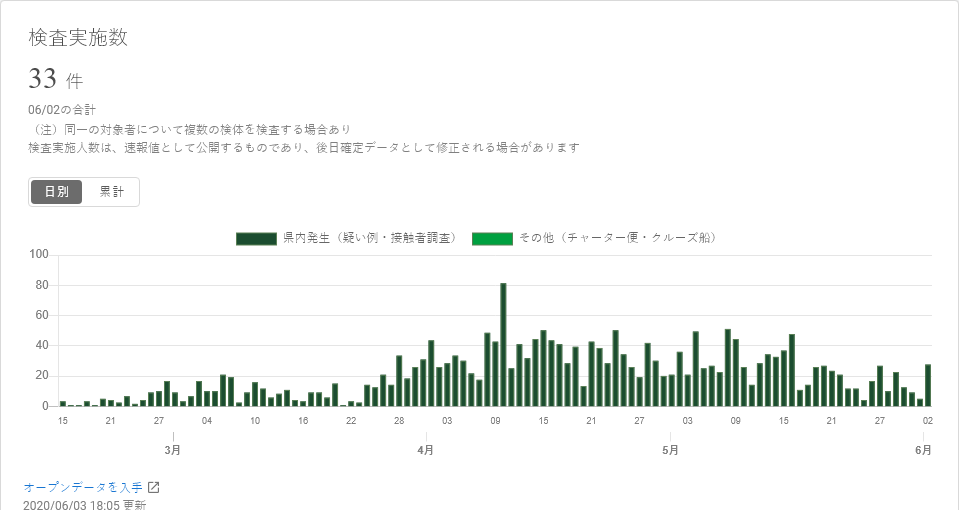 検査実施数
33 件
06/02の合計
（注）同一の対象者について複数の検体を検査する場合あり
検査実施人数は、速報値として公開するものであり、後日確定データとして修正される場合があります
日別 累計
県内発生（疑い例・接触者調査） その他（チャーター便・クルーズ船）
100
80
60
40
20
0
15 21 27 04 10 16 22 28 03 09 15 21 27 03 09 15 21 27 02
3月 4月 5月 6月
オープンデータを入手
2020/06/03 18:05 更新